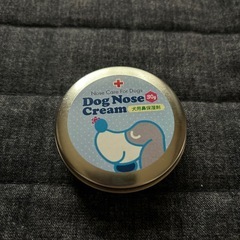 Nose Care For Dogs
Dog Nose
Cream
犬用鼻保湿剤